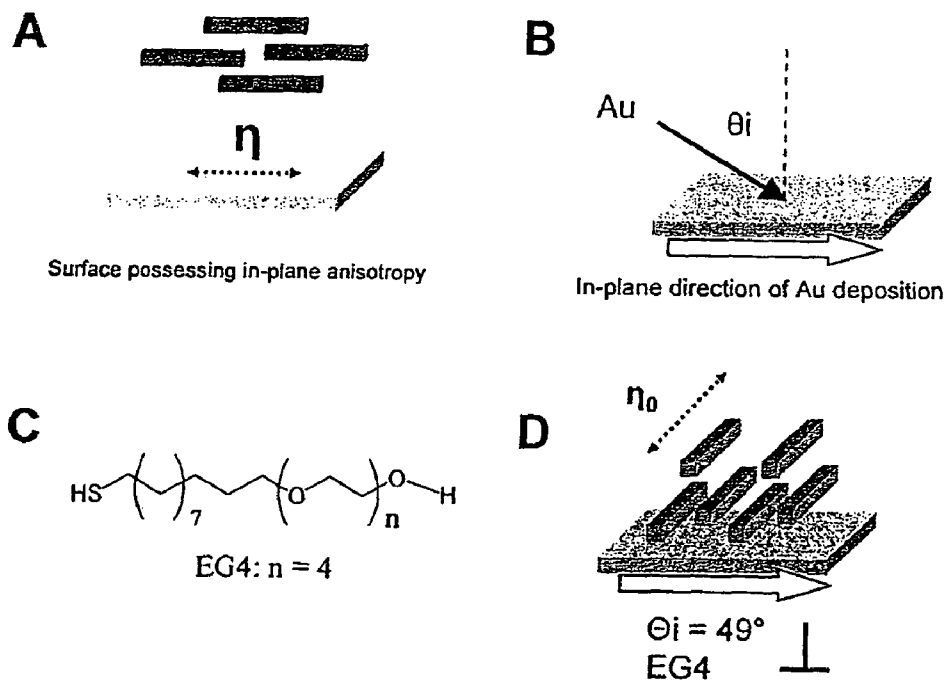 A
η
Surface possessing in-plane anisotropy
B
Au
θi
In-plane direction of Au deposition
C
HS
7
O
n
O
H
EG4: n = 4
D
η0
Θi = 49°
EG4